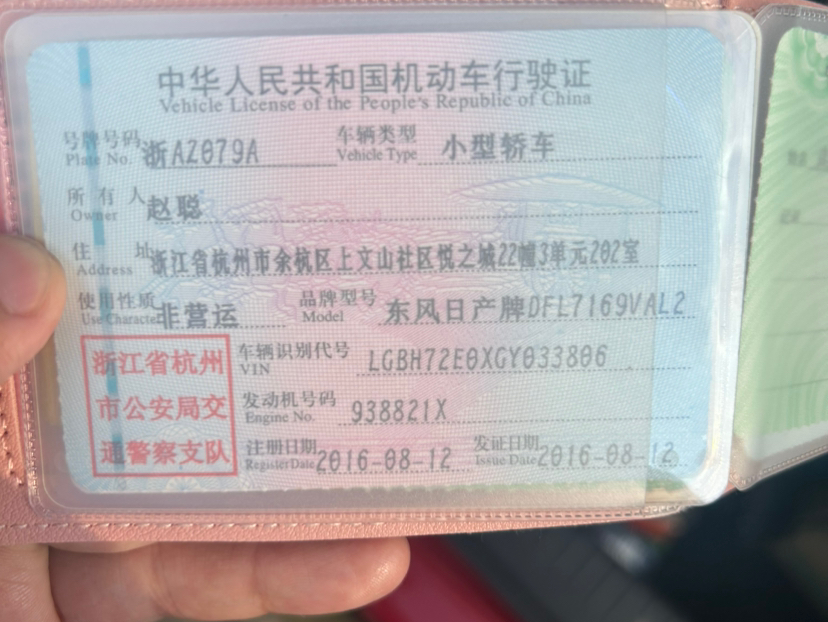 中华人民共和国机动车行驶证
Vehicle License of the People's Republic of China
号牌号码 浙AZ079A 车辆类型 小型轿车
Plate No. Vehicle Type
所有人 赵聪
Owner
住址 浙江省杭州市余杭区上文山社区悦之城22幢3单元202室
Address
使用性质 非营运 品牌型号 东风日产牌DFL7169VAL2
Use Character Model
车辆识别代号 LGBH72E0XGY033806
VIN
发动机号码 938821X
Engine No.
注册日期 2016-08-12 发证日期 2016-08-12
Register Date Issue Date
浙江省杭州
市公安局交
通警察支队